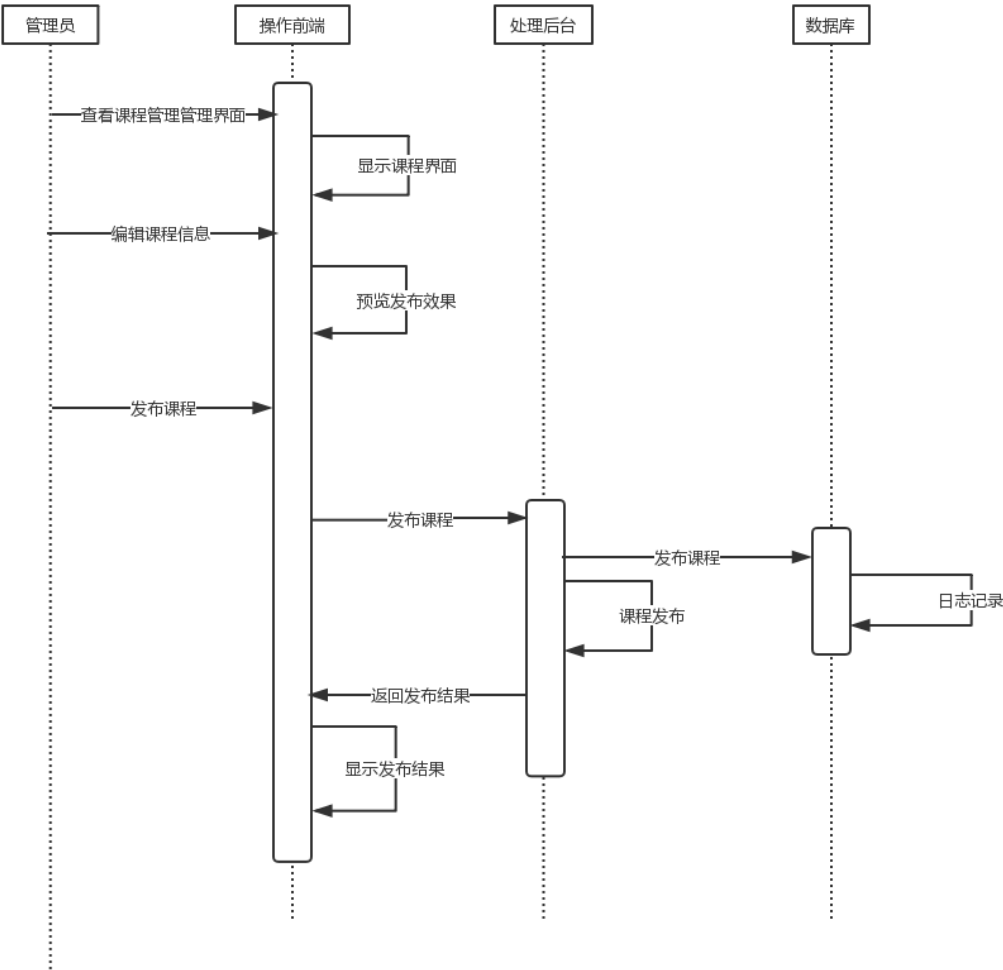 管理员
操作前端
处理后台
数据库
查看课程管理管理界面
显示课程界面
编辑课程信息
预览发布效果
发布课程
发布课程
发布课程
日志记录
课程发布
返回发布结果
显示发布结果